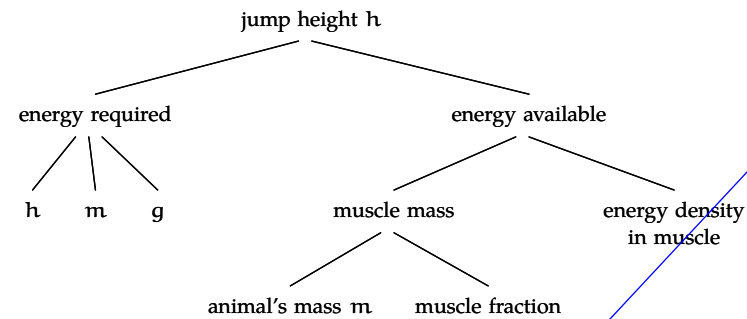 jump height h
energy required
energy available
h
m
g
muscle mass
energy density
in muscle
animal's mass m
muscle fraction